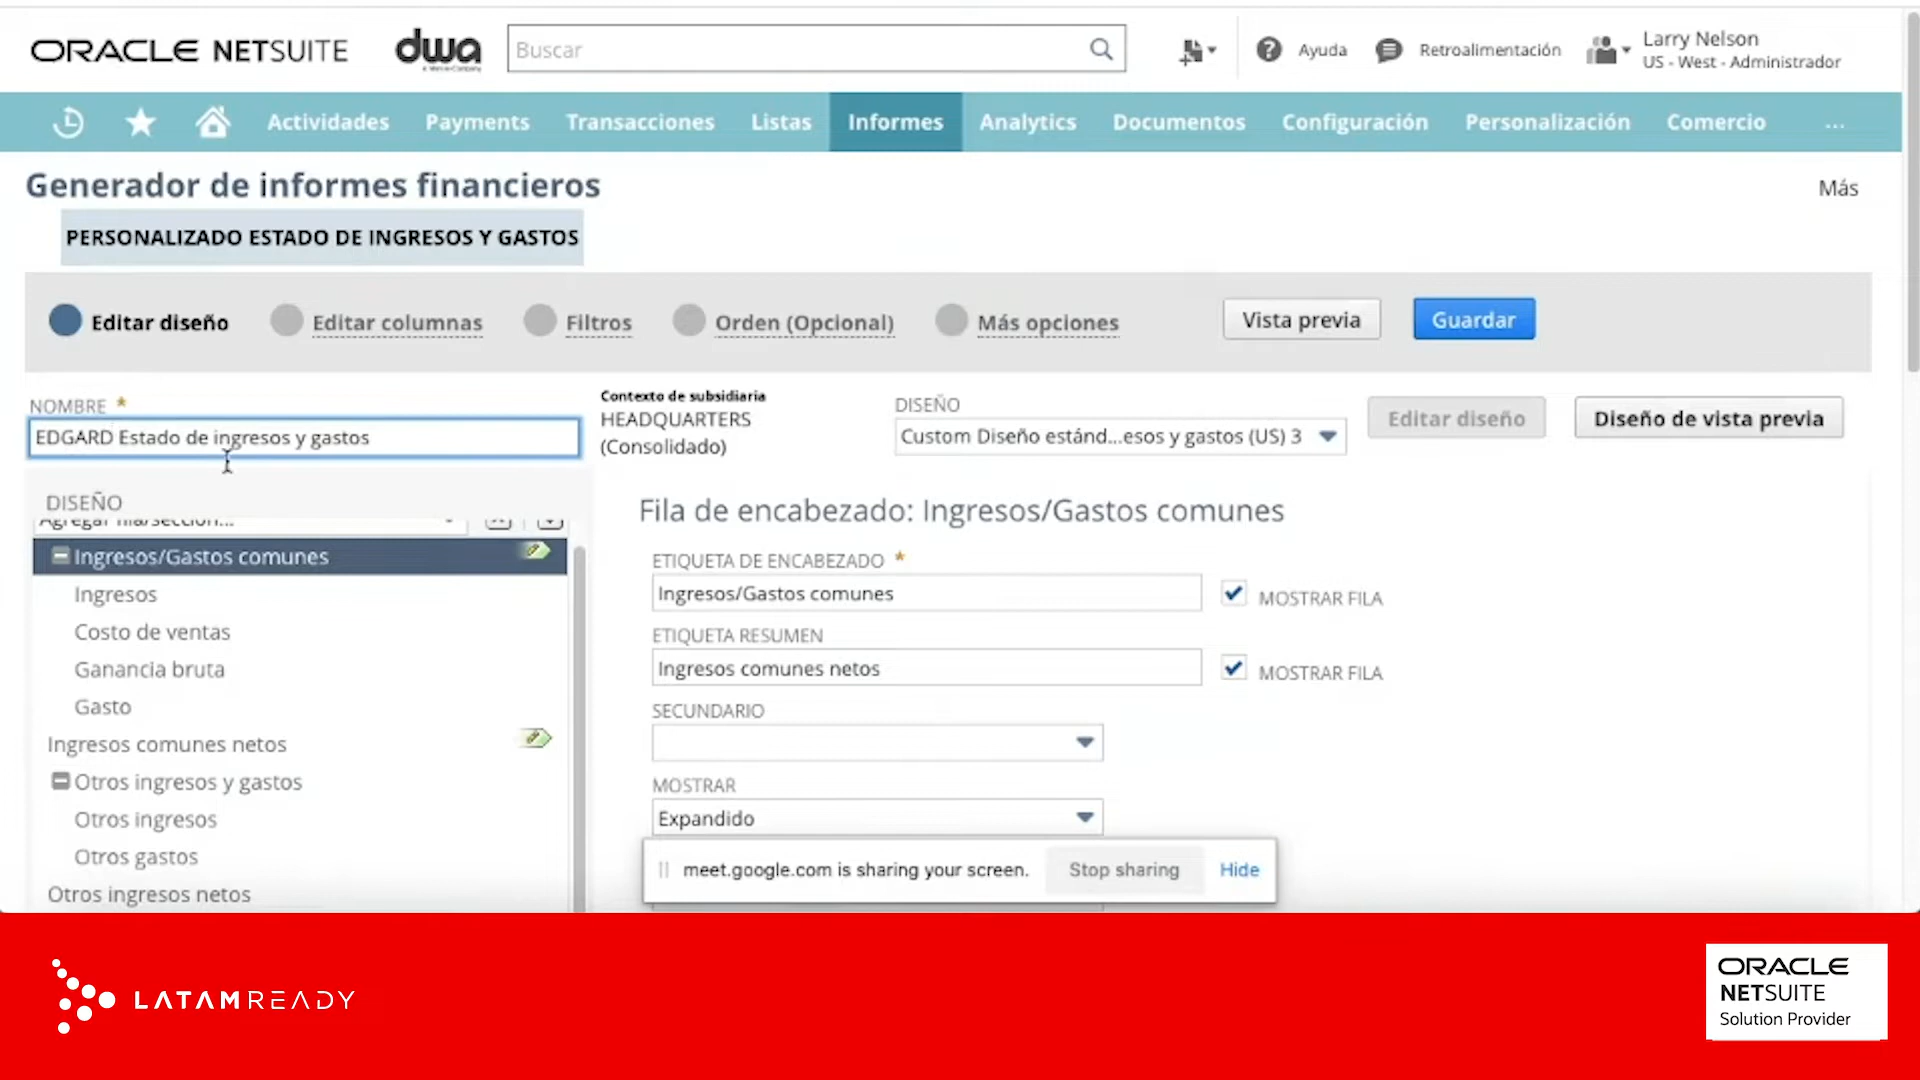 ORACLE NETSUITE
dwa
Buscar
Ayuda
Retroalimentación
Larry Nelson
US - West - Administrador
Actividades
Payments
Transacciones
Listas
Informes
Analytics
Documentos
Configuración
Personalización
Comercio
...
Generador de informes financieros
Más
PERSONALIZADO ESTADO DE INGRESOS Y GASTOS
Editar diseño
Editar columnas
Filtros
Orden (Opcional)
Más opciones
Vista previa
Guardar
NOMBRE *
EDGARD Estado de ingresos y gastos
Contexto de subsidiaria
HEADQUARTERS
(Consolidado)
DISEÑO
Custom Diseño estánd...esos y gastos (US) 3
Editar diseño
Diseño de vista previa
DISEÑO
Agregar fila/sección...
Ingresos/Gastos comunes
Ingresos
Costo de ventas
Ganancia bruta
Gasto
Ingresos comunes netos
Otros ingresos y gastos
Otros ingresos
Otros gastos
Otros ingresos netos
Fila de encabezado: Ingresos/Gastos comunes
ETIQUETA DE ENCABEZADO *
Ingresos/Gastos comunes
MOSTRAR FILA
ETIQUETA RESUMEN
Ingresos comunes netos
MOSTRAR FILA
SECUNDARIO
MOSTRAR
Expandido
meet.google.com is sharing your screen.
Stop sharing
Hide
LATAMREADY
ORACLE
NETSUITE
Solution Provider